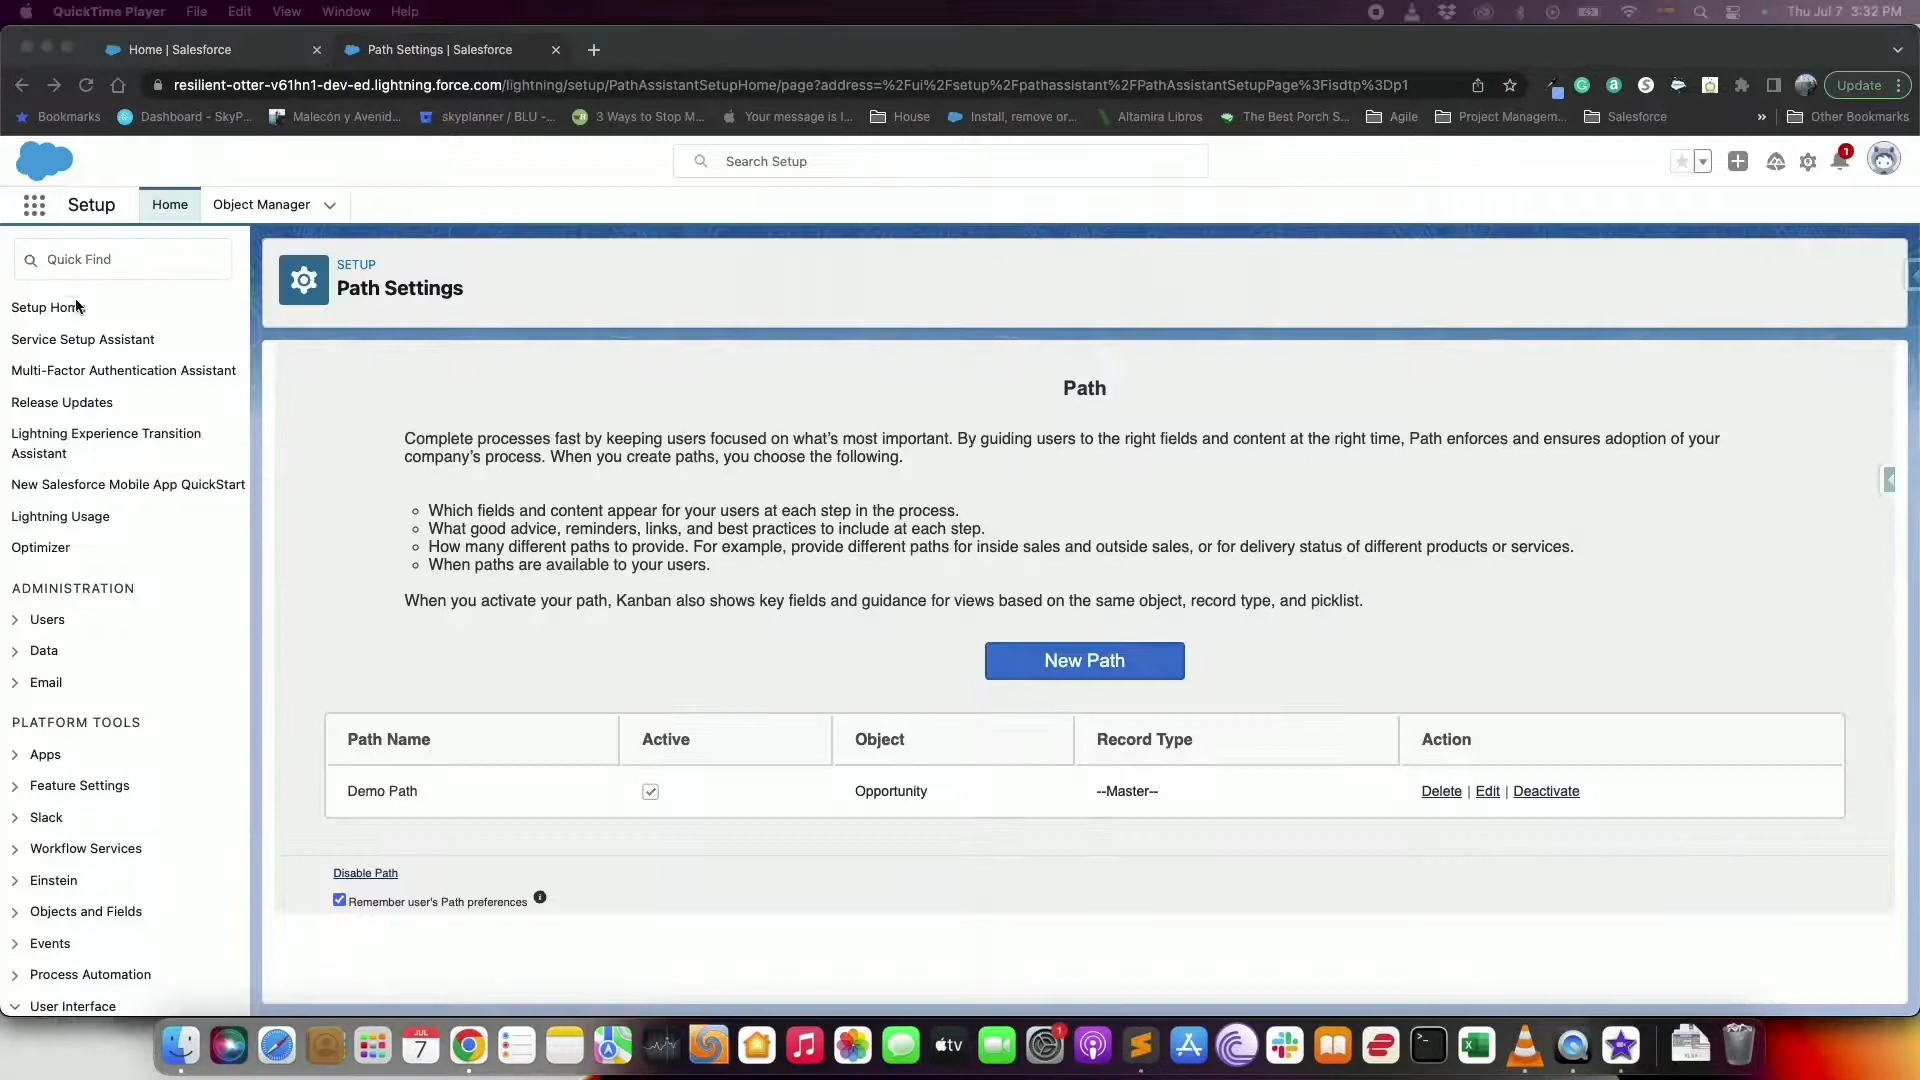 QuickTime Player File Edit View Window Help
Thu Jul 7 3:32 PM
Home | Salesforce
Path Settings | Salesforce
resilient-otter-v61hn1-dev-ed.lightning.force.com/lightning/setup/PathAssistantSetupHome/page?address=%2Fui%2Fsetup%2Fpathassistant%2FPathAssistantSetupPage%3Fisdtp%3Dp1
Update
Bookmarks Dashboard - SkyP... Malecón y Avenid... skyplanner / BLU -... 3 Ways to Stop M... Your message is I... House Install, remove or... Altamira Libros The Best Porch S... Agile Project Managem... Salesforce » Other Bookmarks
Search Setup
1
Setup Home Object Manager
Quick Find
Setup Home
Service Setup Assistant
Multi-Factor Authentication Assistant
Release Updates
Lightning Experience Transition
Assistant
New Salesforce Mobile App QuickStart
Lightning Usage
Optimizer
ADMINISTRATION
Users
Data
Email
PLATFORM TOOLS
Apps
Feature Settings
Slack
Workflow Services
Einstein
Objects and Fields
Events
Process Automation
User Interface
SETUP
Path Settings
Path
Complete processes fast by keeping users focused on what's most important. By guiding users to the right fields and content at the right time, Path enforces and ensures adoption of your
company's process. When you create paths, you choose the following.
Which fields and content appear for your users at each step in the process.
What good advice, reminders, links, and best practices to include at each step.
How many different paths to provide. For example, provide different paths for inside sales and outside sales, or for delivery status of different products or services.
When paths are available to your users.
When you activate your path, Kanban also shows key fields and guidance for views based on the same object, record type, and picklist.
New Path
Path Name Active Object Record Type Action
Demo Path Opportunity --Master-- Delete | Edit | Deactivate
Disable Path
Remember user's Path preferences
JUL
7
tv
1